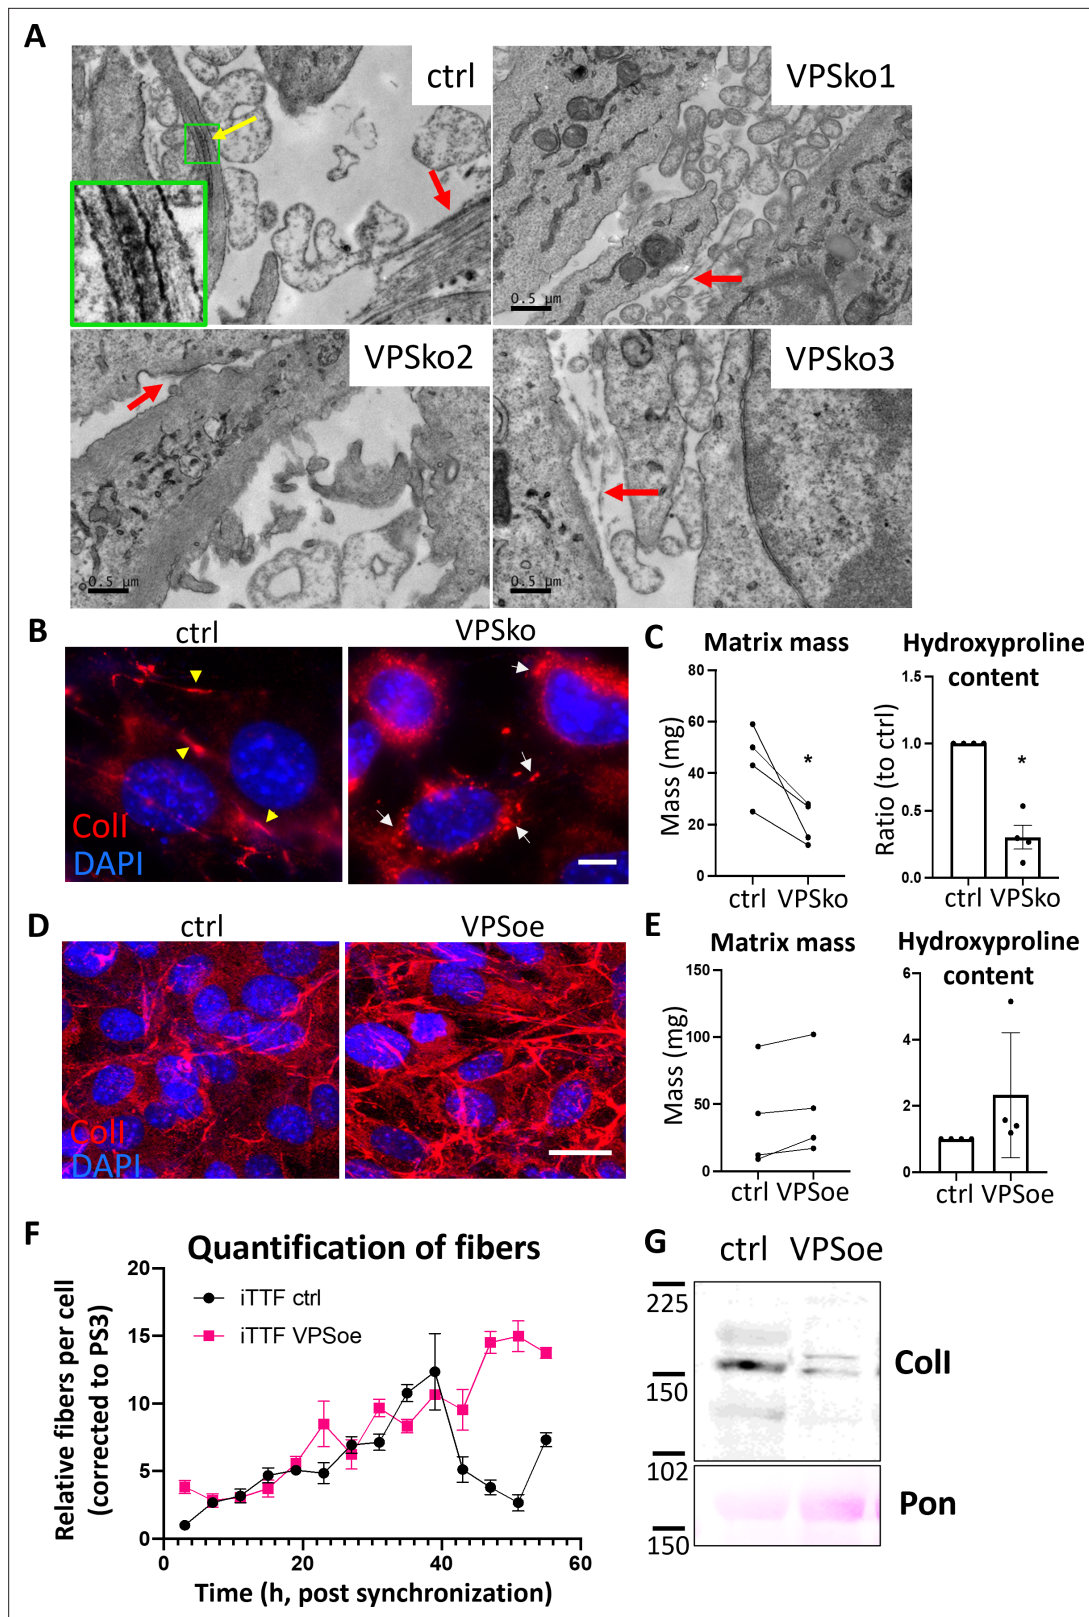 A
ctrl
VPSko1
0.5 µm
VPSko2
VPSko3
0.5 µm
0.5 µm
B
ctrl
VPSko
ColI
DAPI
C
Matrix mass
Mass (mg)
80
60
40
20
0
*
ctrl VPSko
Hydroxyproline
content
Ratio (to ctrl)
1.5
1.0
0.5
0.0
*
ctrl VPSko
D
ctrl
VPSoe
ColI
DAPI
E
Matrix mass
Mass (mg)
150
100
50
0
ctrl VPSoe
Hydroxyproline
content
6
4
2
0
ctrl VPSoe
F
Quantification of fibers
Relative fibers per cell
(corrected to PS3)
20
15
10
5
0
iTTF ctrl
iTTF VPSoe
0 20 40 60
Time (h, post synchronization)
G
ctrl VPSoe
225
150
102
150
ColI
Pon